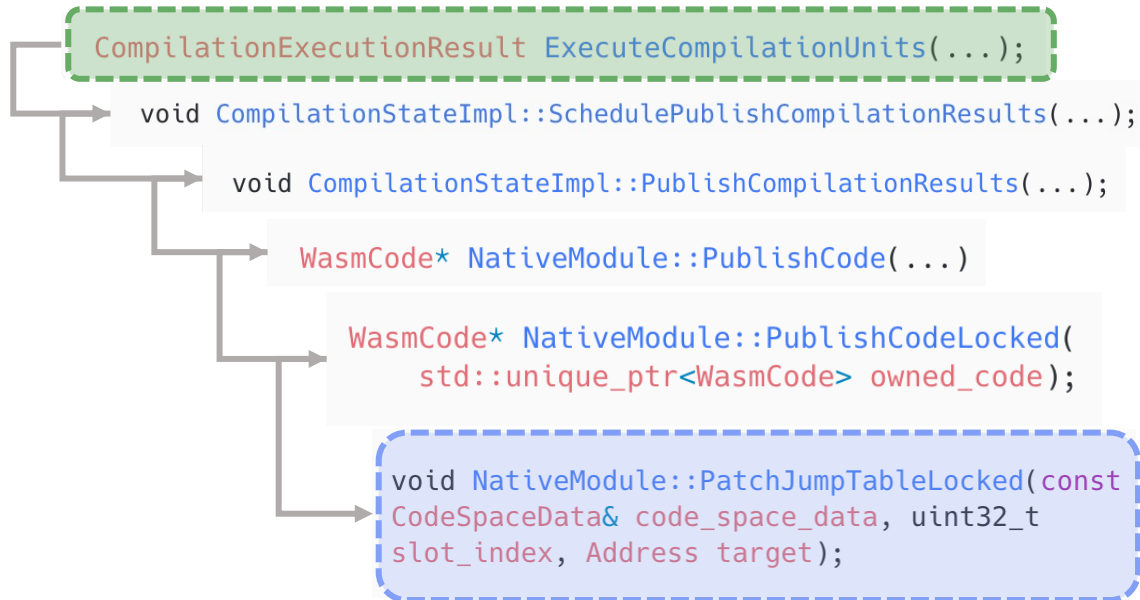 CompilationExecutionResult ExecuteCompilationUnits(...);
void CompilationStateImpl::SchedulePublishCompilationResults(...);
void CompilationStateImpl::PublishCompilationResults(...);
WasmCode* NativeModule::PublishCode(...)
WasmCode* NativeModule::PublishCodeLocked(
std::unique_ptr<WasmCode> owned_code);
void NativeModule::PatchJumpTableLocked(const
CodeSpaceData& code_space_data, uint32_t
slot_index, Address target);